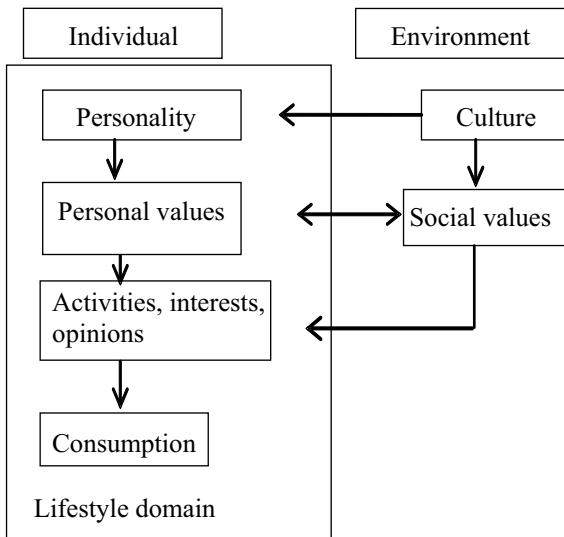 Individual
Environment
Personality
Culture
Personal values
Social values
Activities, interests,
opinions
Consumption
Lifestyle domain